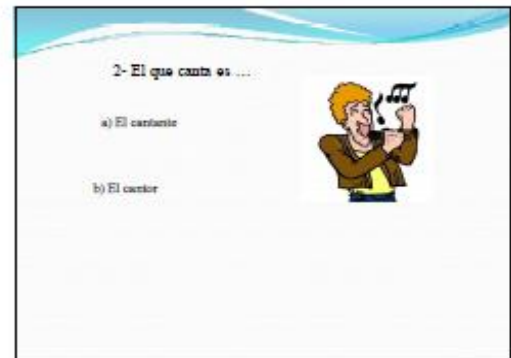 2- El que canta es ….
a) El cantante
b) El cantor